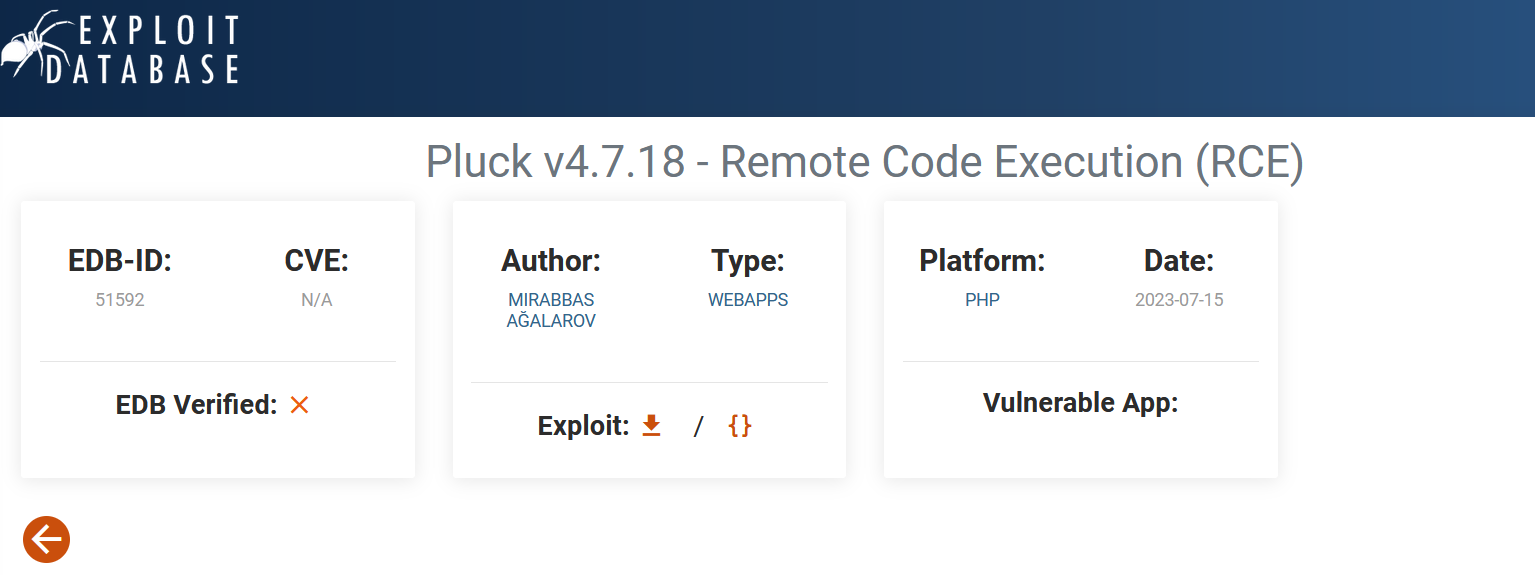 EXPLOIT
DATABASE
Pluck v4.7.18 - Remote Code Execution (RCE)
EDB-ID:
51592
CVE:
N/A
EDB Verified:
Author:
MIRABBAS
AĞALAROV
Type:
WEBAPPS
Exploit: / {}
Platform:
PHP
Date:
2023-07-15
Vulnerable App: